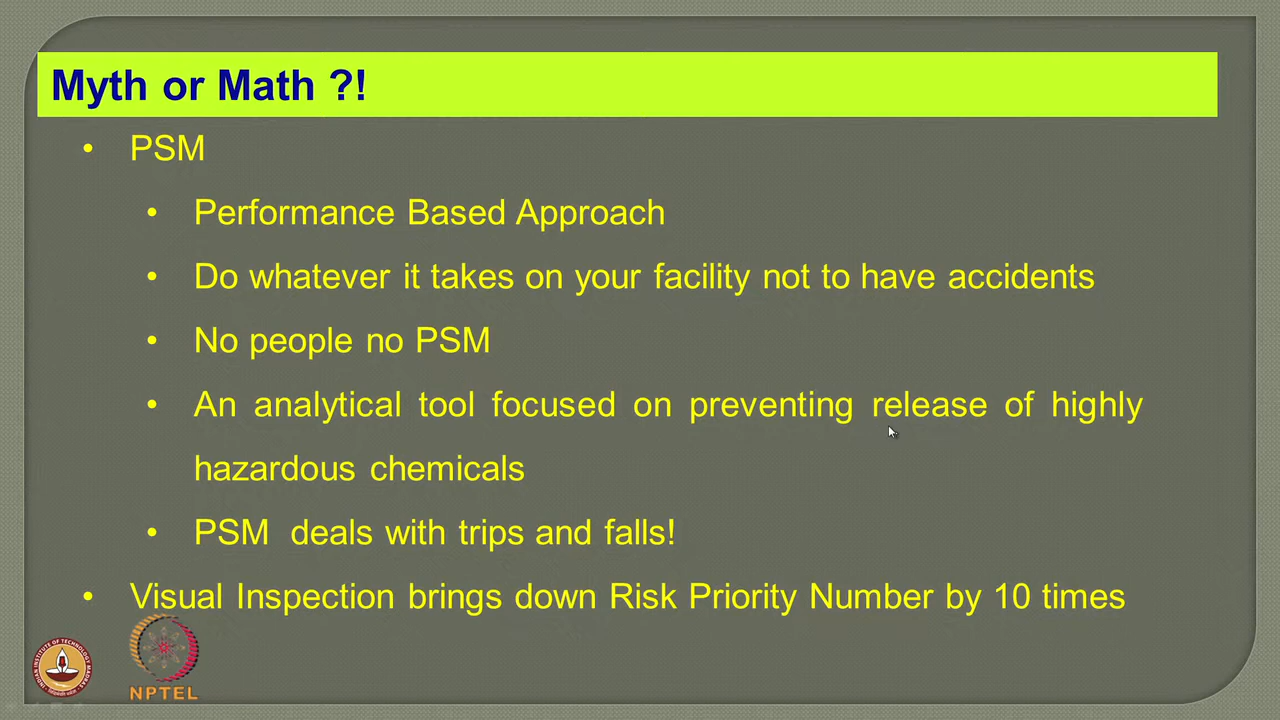 Myth or Math ?!
• PSM
• Performance Based Approach
• Do whatever it takes on your facility not to have accidents
• No people no PSM
• An analytical tool focused on preventing release of highly
hazardous chemicals
• PSM deals with trips and falls!
• Visual Inspection brings down Risk Priority Number by 10 times
NPTEL